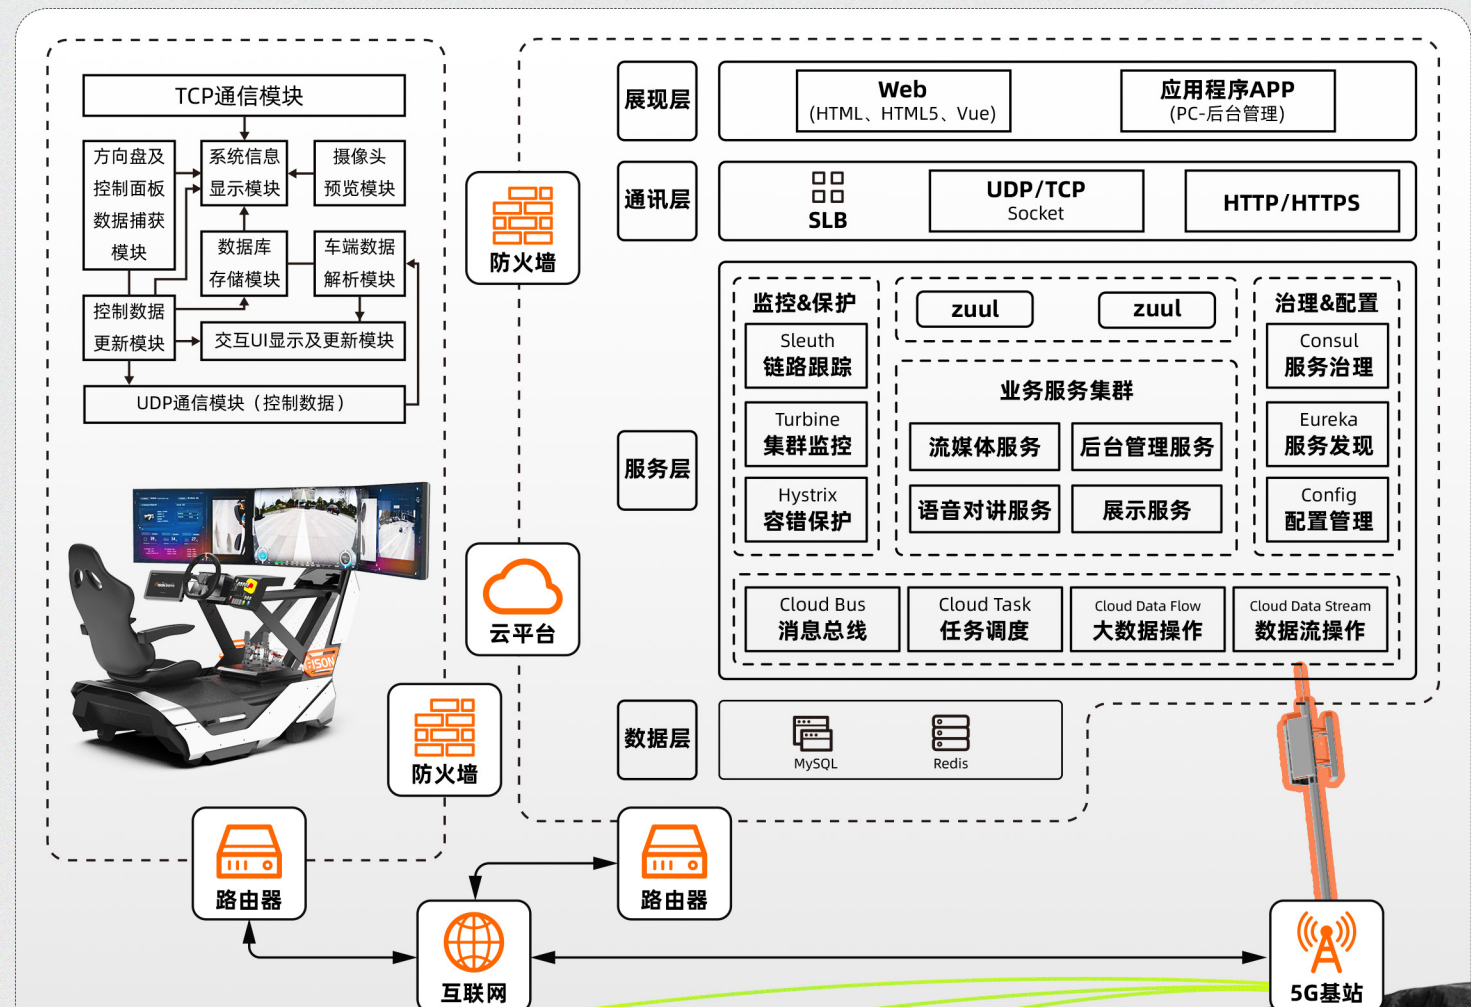 TCP通信模块
方向盘及
控制面板
数据捕获
模块
系统信息
显示模块
摄像头
预览模块
数据库
存储模块
车端数据
解析模块
控制数据
更新模块
交互UI显示及更新模块
UDP通信模块（控制数据）
防火墙
云平台
防火墙
展现层
Web
(HTML、HTML5、Vue)
应用程序APP
(PC-后台管理)
通讯层
SLB
UDP/TCP
Socket
HTTP/HTTPS
服务层
监控&保护
Sleuth
链路跟踪
Turbine
集群监控
Hystrix
容错保护
zuul
zuul
业务服务集群
流媒体服务
后台管理服务
语音对讲服务
展示服务
治理&配置
Consul
服务治理
Eureka
服务发现
Config
配置管理
Cloud Bus
消息总线
Cloud Task
任务调度
Cloud Data Flow
大数据操作
Cloud Data Stream
数据流操作
数据层
MySQL
Redis
路由器
路由器
互联网
5G基站